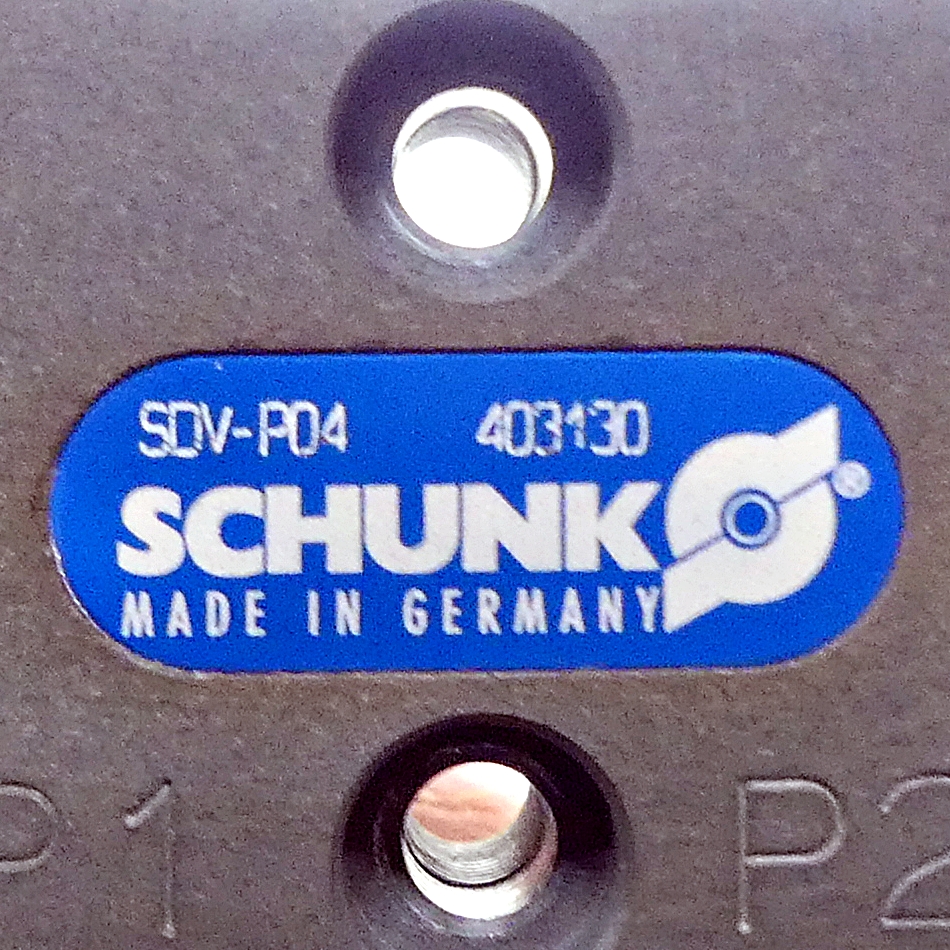 SDV-P04 403130
SCHUNK ®
MADE IN GERMANY
P1 P2